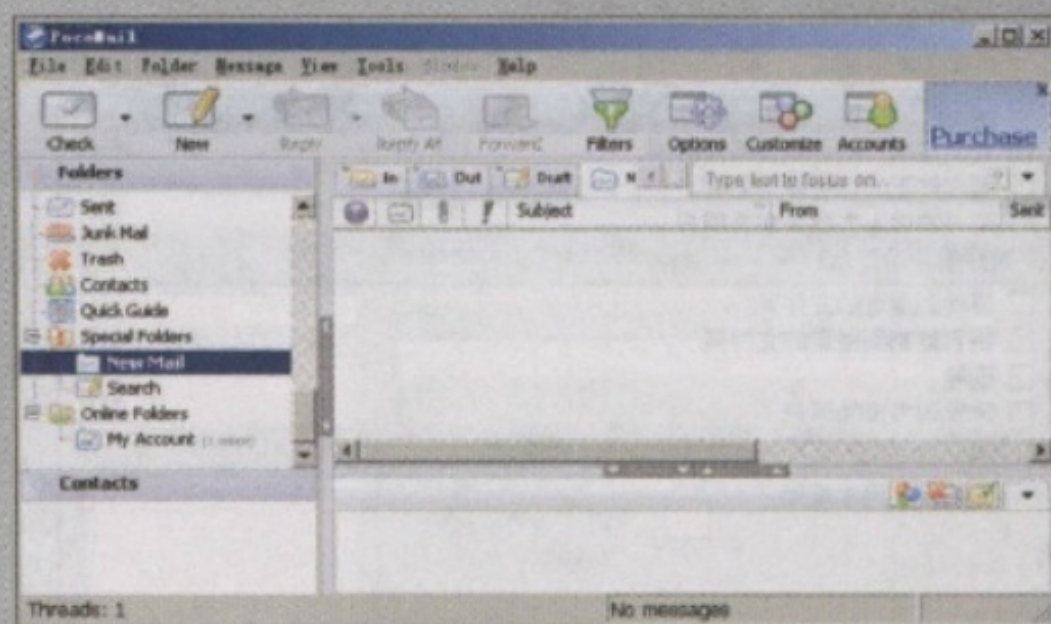 PocoMail
File Edit Folder Message View Tools Window Help
Check New Reply Reply All Forward Filters Options Customize Accounts Purchase
Folders
In Out Draft N
Type text to focus on...
Subject From Sent
Sent
Junk Mail
Trash
Contacts
Quick Guide
Special Folders
New Mail
Search
Online Folders
My Account
Contacts
Threads: 1 No messages